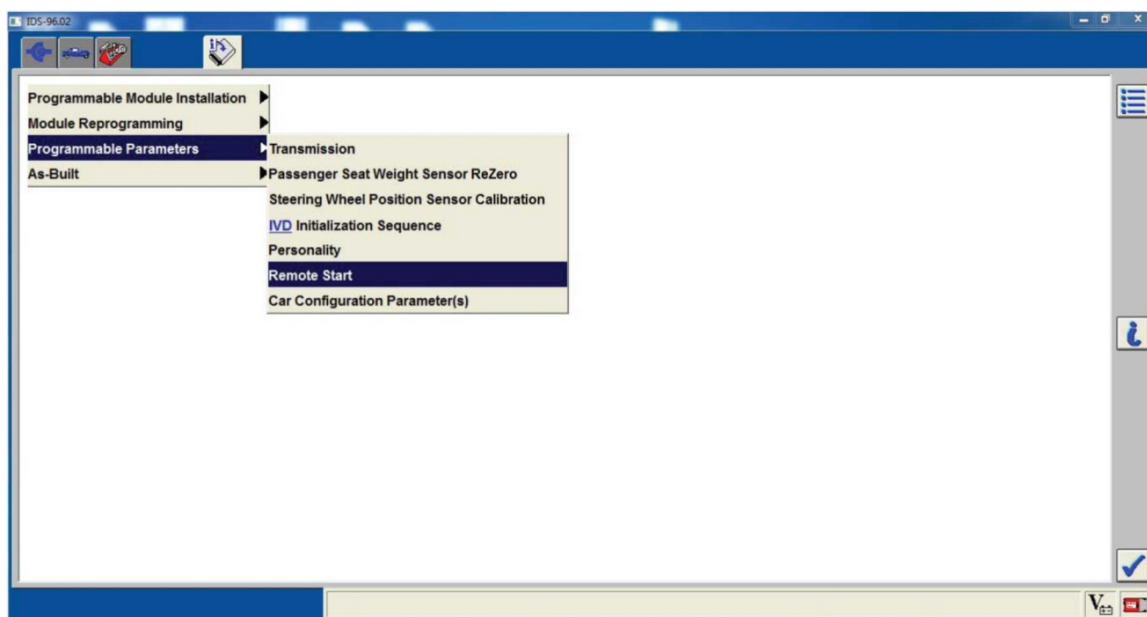 IDS-96.02
Programmable Module Installation
Module Reprogramming
Programmable Parameters
As-Built
Transmission
Passenger Seat Weight Sensor ReZero
Steering Wheel Position Sensor Calibration
IVD Initialization Sequence
Personality
Remote Start
Car Configuration Parameter(s)
V